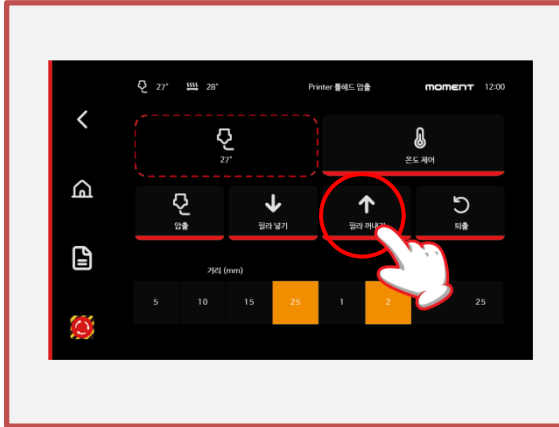 27° 28° Printer 툴헤드 압출 moment 12:00
27° 온도 제어
압출 필라 넣기 필라 꺼내기 퇴출
거리 (mm)
5 10 15 25 1 2 25